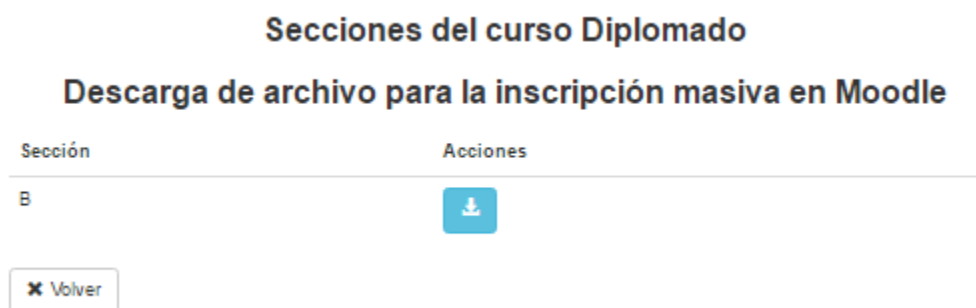 Secciones del curso Diplomado
Descarga de archivo para la inscripción masiva en Moodle
Sección Acciones
B
Volver